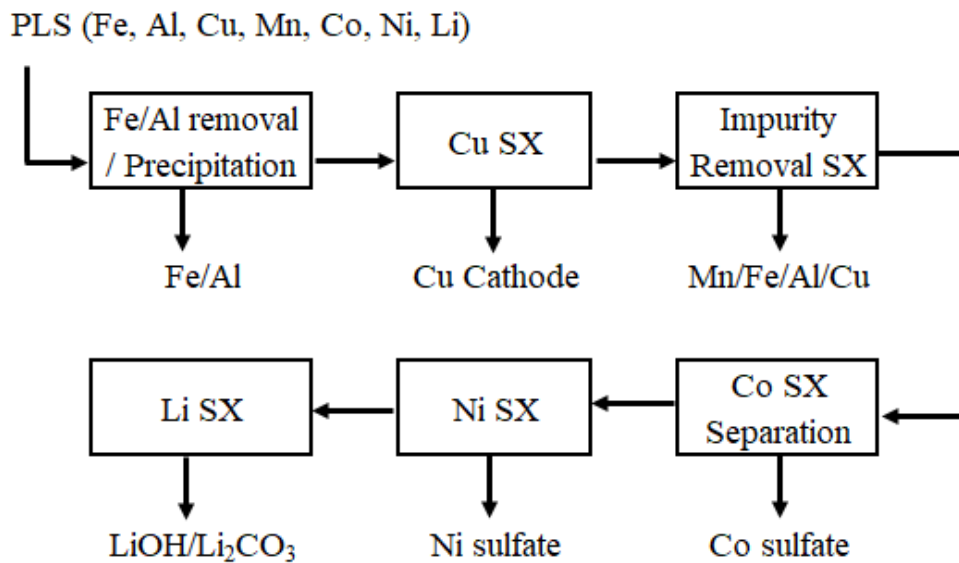 PLS (Fe, Al, Cu, Mn, Co, Ni, Li)
Fe/Al removal
/ Precipitation
Cu SX
Impurity
Removal SX
Fe/Al
Cu Cathode
Mn/Fe/Al/Cu
Li SX
Ni SX
Co SX
Separation
LiOH/Li₂CO₃
Ni sulfate
Co sulfate